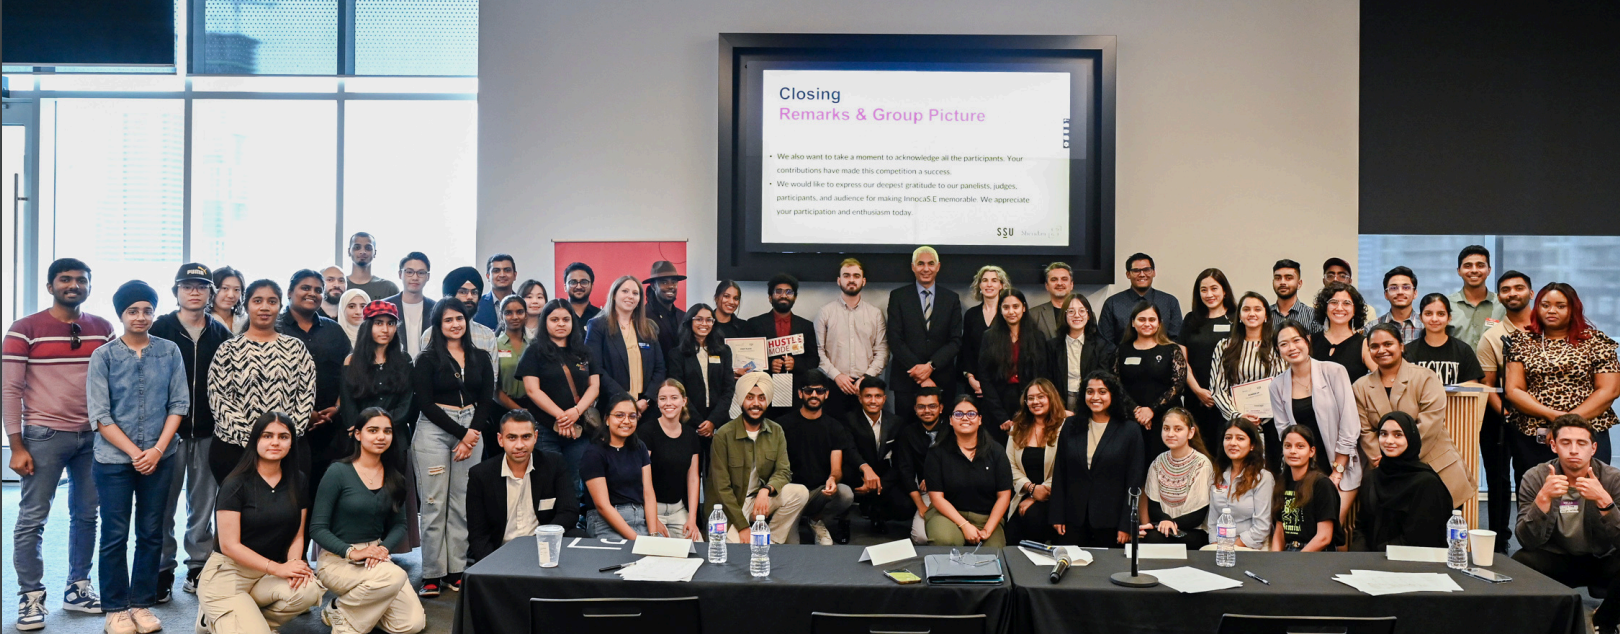 Closing
Remarks & Group Picture
• We also want to take a moment to acknowledge all the participants. Your
contributions have made this competition a success.
• We would like to express our deepest gratitude to our panelists, judges,
participants, and audience for making InnocaS.E memorable. We appreciate
your participation and enthusiasm today.
SSU
PUMA
HUSTLE
MODE